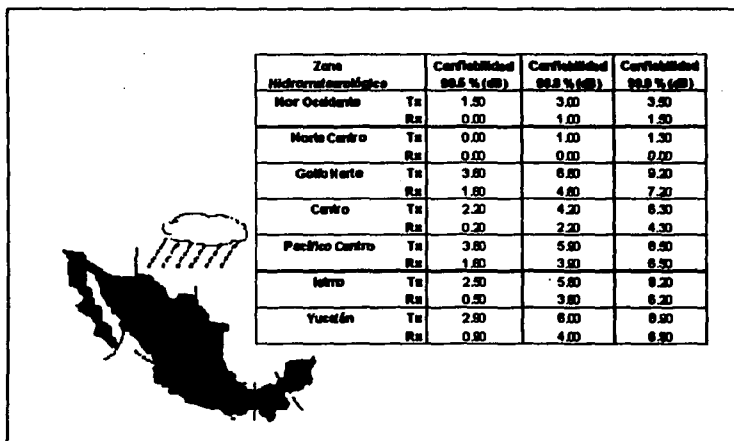 Zona Confiabilidad Confiabilidad Confiabilidad
Hidrometeorológico 99.5 % (dB) 99.8 % (dB) 99.9 % (dB)
Nor Occidente Tx 1.50 3.00 3.50
Rx 0.00 1.00 1.50
Norte Centro Tx 0.00 1.00 1.30
Rx 0.00 0.00 0.00
Golfo Norte Tx 3.60 6.60 9.20
Rx 1.60 4.60 7.20
Centro Tx 2.20 4.20 6.30
Rx 0.20 2.20 4.30
Pacífico Centro Tx 3.60 5.90 8.50
Rx 1.60 3.90 6.50
Istmo Tx 2.50 5.80 8.20
Rx 0.50 3.80 6.20
Yucatán Tx 2.90 6.00
Rx 0.90 4.00